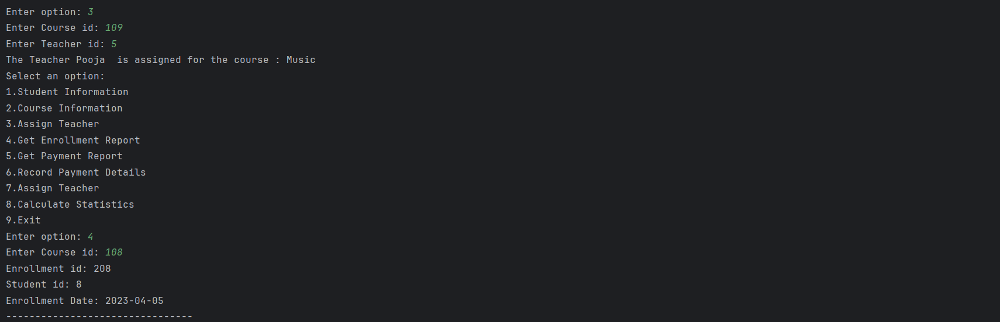 Enter option: 3
Enter Course id: 109
Enter Teacher id: 5
The Teacher Pooja  is assigned for the course : Music
Select an option:
1.Student Information
2.Course Information
3.Assign Teacher
4.Get Enrollment Report
5.Get Payment Report
6.Record Payment Details
7.Assign Teacher
8.Calculate Statistics
9.Exit
Enter option: 4
Enter Course id: 108
Enrollment id: 208
Student id: 8
Enrollment Date: 2023-04-05
--------------------------------